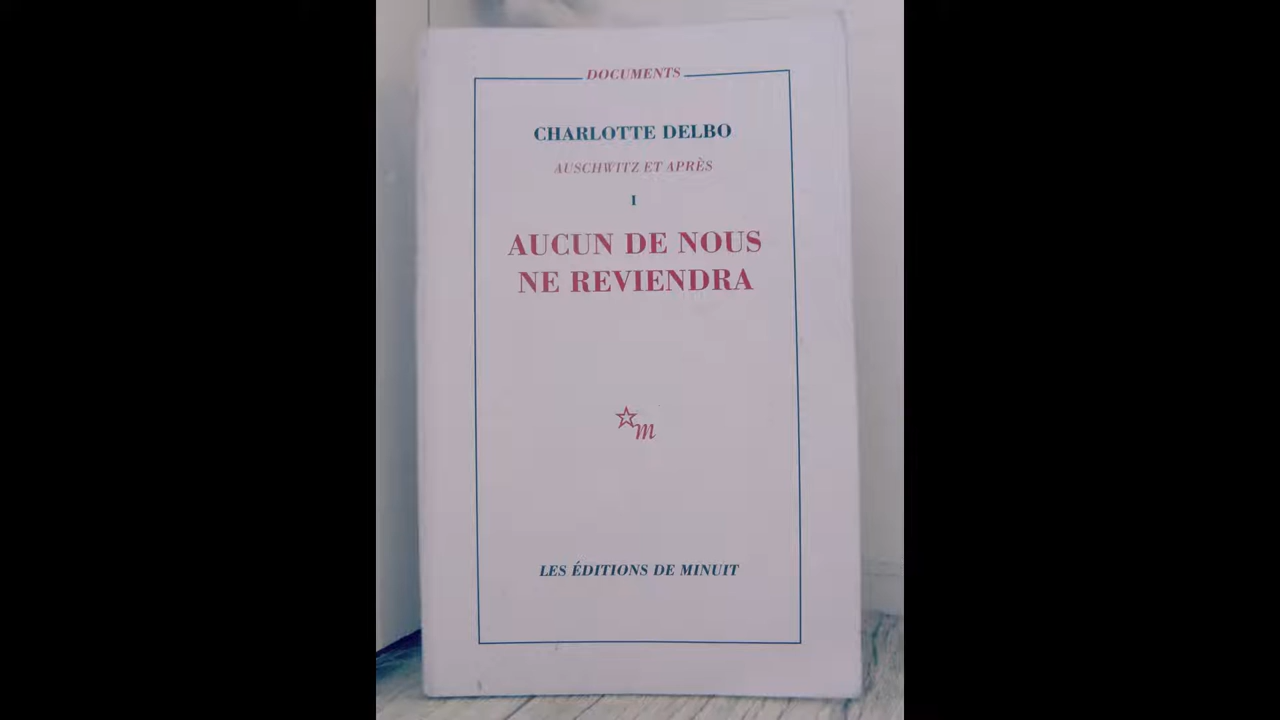 DOCUMENTS
CHARLOTTE DELBO
AUSCHWITZ ET APRÈS
I
AUCUN DE NOUS
NE REVIENDRA
m
LES ÉDITIONS DE MINUIT